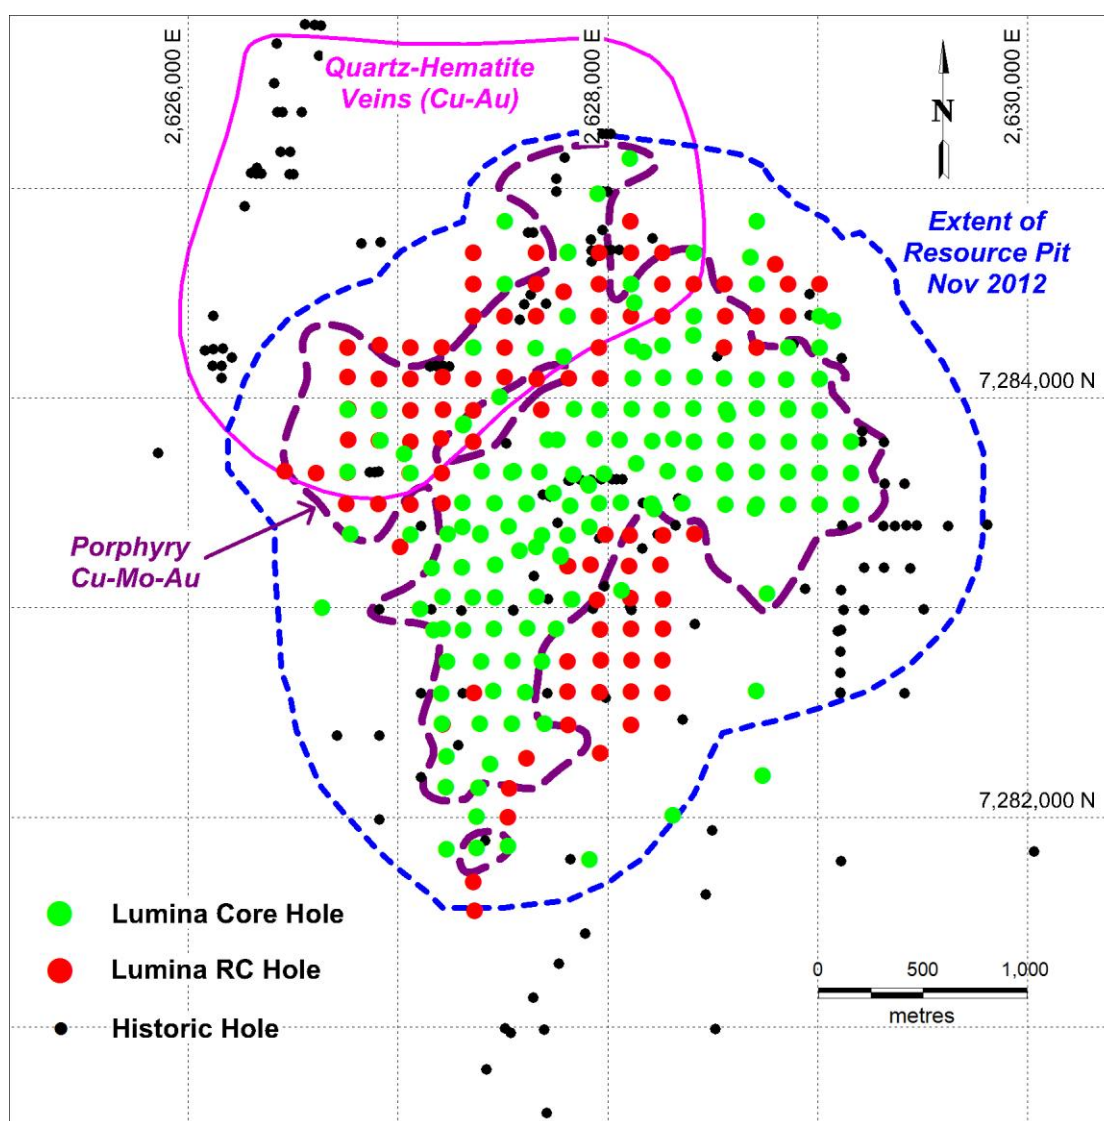 2,626,000 E
2,628,000 E
2,630,000 E
Quartz-Hematite
Veins (Cu-Au)
N
Extent of
Resource Pit
Nov 2012
7,284,000 N
Porphyry
Cu-Mo-Au
7,282,000 N
Lumina Core Hole
Lumina RC Hole
Historic Hole
0 500 1,000
metres